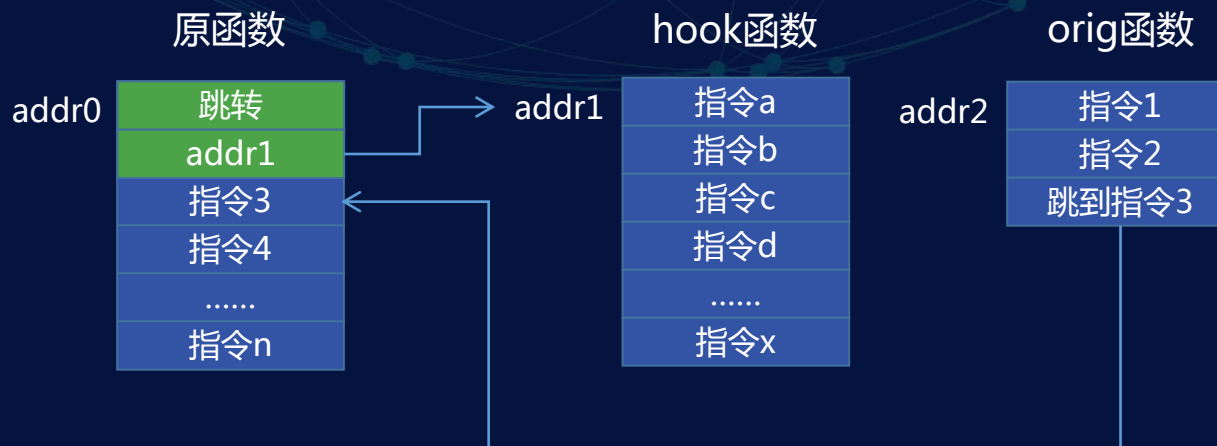 原函数
hook函数
orig函数
addr0
跳转
addr1
指令3
指令4
......
指令n
addr1
指令a
指令b
指令c
指令d
......
指令x
addr2
指令1
指令2
跳到指令3